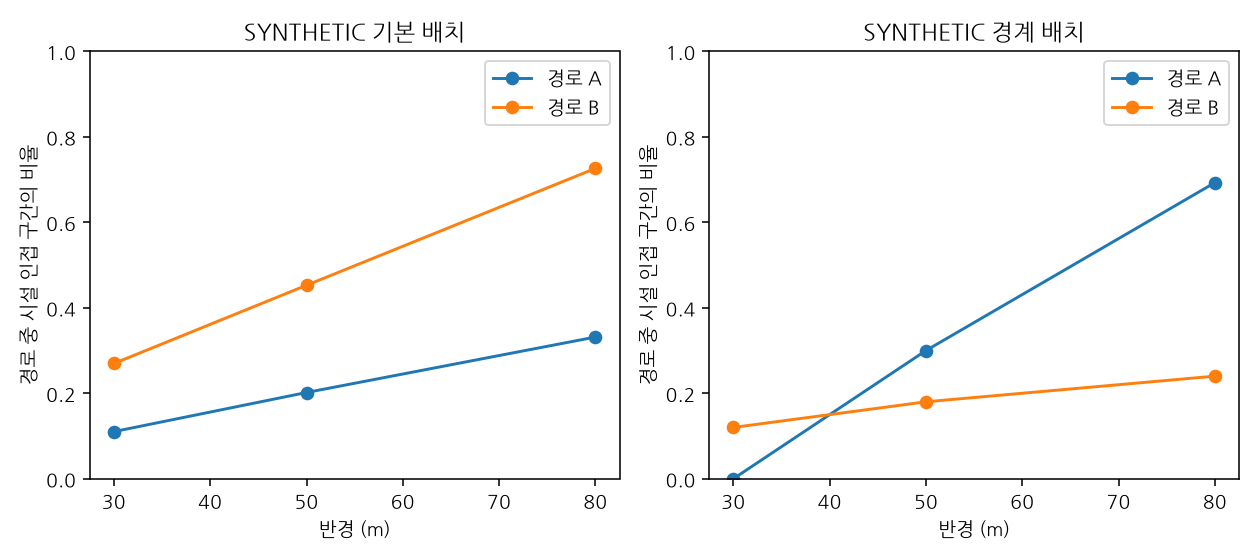 SYNTHETIC 기본 배치
경로 중 시설 인접 구간의 비율
1.0
0.8
0.6
0.4
0.2
0.0
경로 A
경로 B
30 40 50 60 70 80
반경 (m)
SYNTHETIC 경계 배치
경로 중 시설 인접 구간의 비율
1.0
0.8
0.6
0.4
0.2
0.0
경로 A
경로 B
30 40 50 60 70 80
반경 (m)